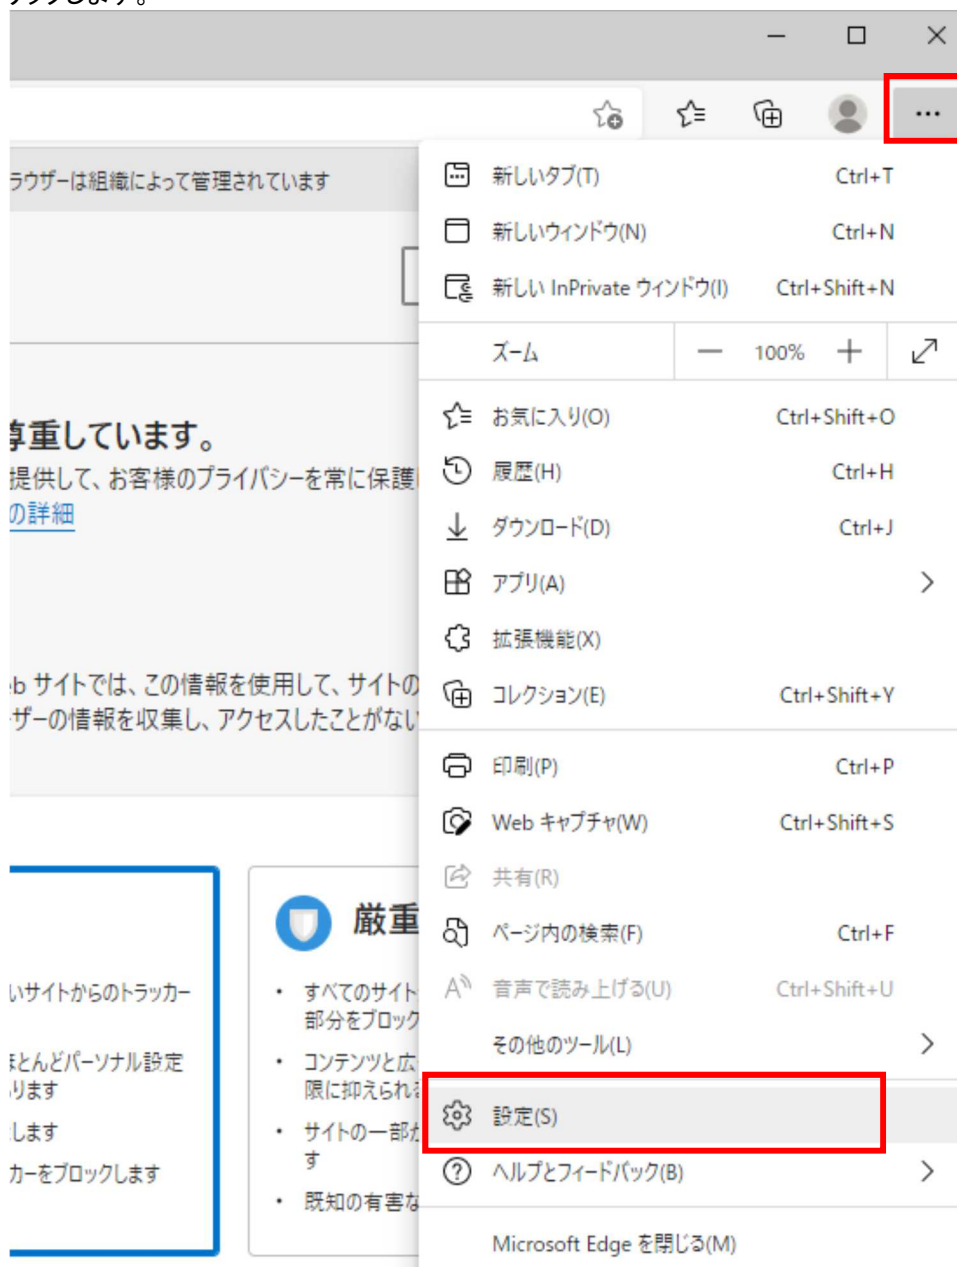 ックします。
ラウザーは組織によって管理されています
新しいタブ(T) Ctrl+T
新しいウィンドウ(N) Ctrl+N
新しい InPrivate ウィンドウ(I) Ctrl+Shift+N
ズーム — 100% +
尊重しています。
提供して、お客様のプライバシーを常に保護
の詳細
お気に入り(O) Ctrl+Shift+O
履歴(H) Ctrl+H
ダウンロード(D) Ctrl+J
アプリ(A)
拡張機能(X)
コレクション(E) Ctrl+Shift+Y
eb サイトでは、この情報を使用して、サイトの
ーザーの情報を収集し、アクセスしたことがない
印刷(P) Ctrl+P
Web キャプチャ(W) Ctrl+Shift+S
共有(R)
ページ内の検索(F) Ctrl+F
音声で読み上げる(U) Ctrl+Shift+U
その他のツール(L)
設定(S)
ヘルプとフィードバック(B)
Microsoft Edge を閉じる(M)
いサイトからのトラッカー
ほとんどパーソナル設定
ります
します
カーをブロックします
厳重
• すべてのサイト
部分をブロック
• コンテンツと広
限に抑えられ
• サイトの一部が
す
• 既知の有害な